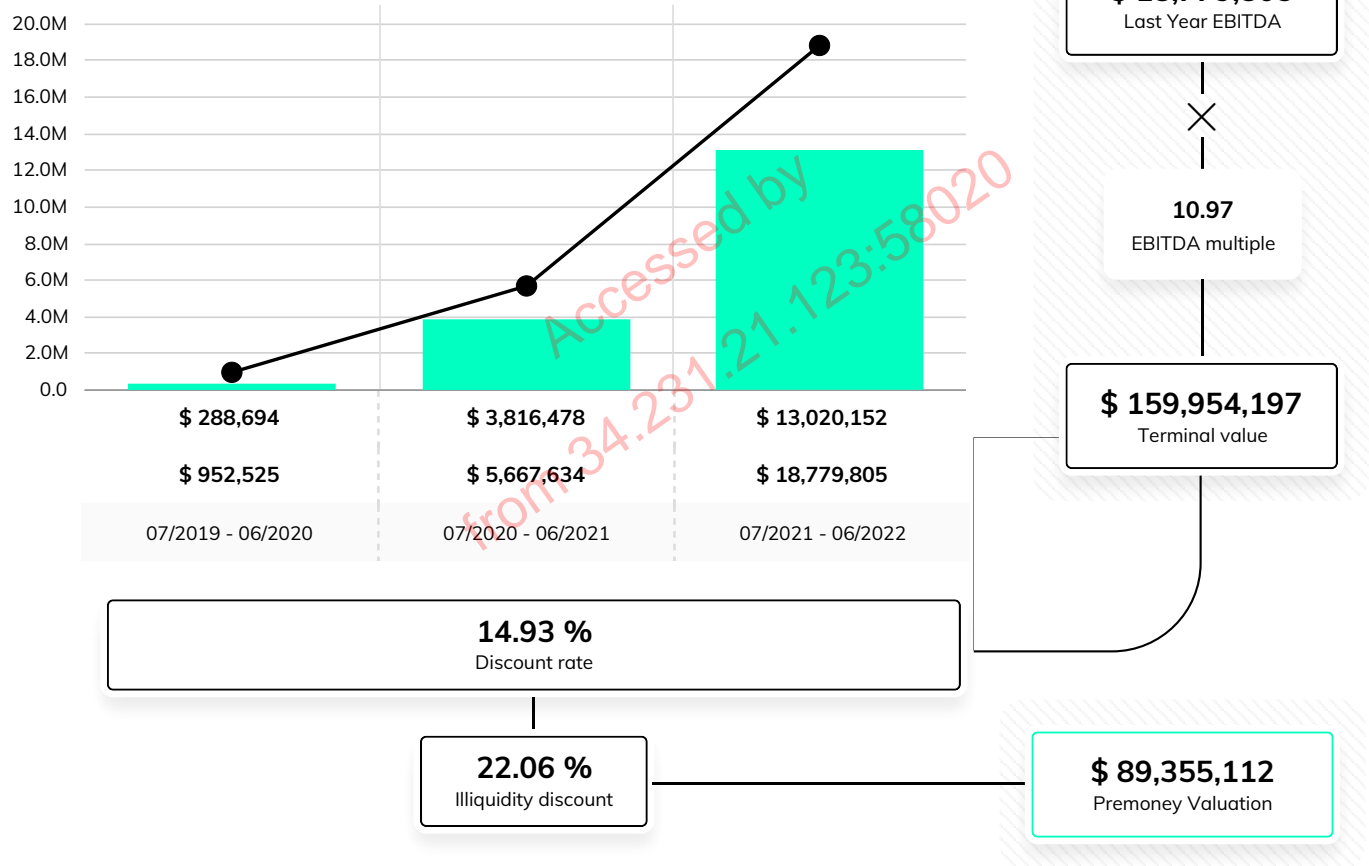 20.0M
18.0M
16.0M
14.0M
12.0M
10.0M
8.0M
6.0M
4.0M
2.0M
0.0
$ 288,694
$ 3,816,478
$ 13,020,152
$ 952,525
$ 5,667,634
$ 18,779,805
07/2019 - 06/2020
07/2020 - 06/2021
07/2021 - 06/2022
Accessed by
from 34.231.21.123:58020
Last Year EBITDA
10.97
EBITDA multiple
$ 159,954,197
Terminal value
14.93 %
Discount rate
22.06 %
Illiquidity discount
$ 89,355,112
Premoney Valuation